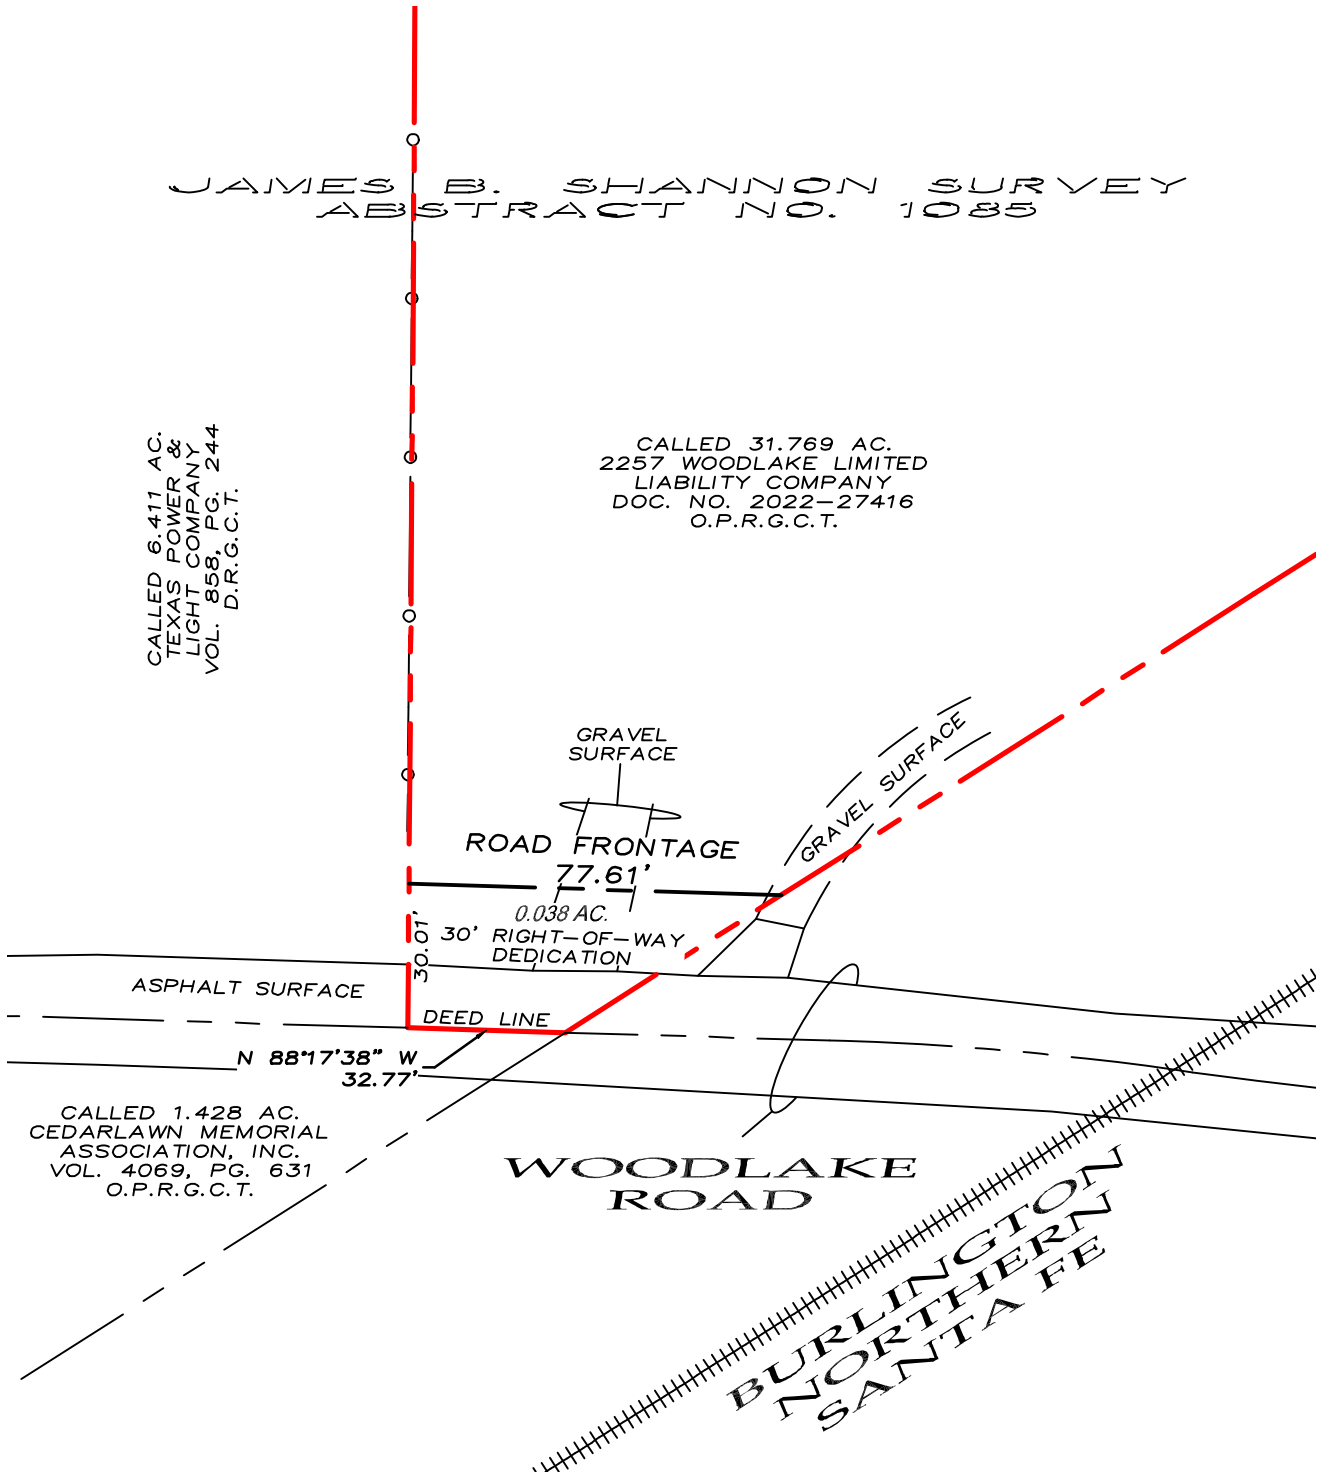 JAMES B. SHANNON SURVEY
ABSTRACT NO. 1085
CALLED 6.411 AC.
TEXAS POWER &
LIGHT COMPANY
VOL. 858, PG. 244
D.R.G.C.T.
CALLED 31.769 AC.
2257 WOODLAKE LIMITED
LIABILITY COMPANY
DOC. NO. 2022-27416
O.P.R.G.C.T.
GRAVEL
SURFACE
GRAVEL SURFACE
ROAD FRONTAGE
77.61'
0.038 AC.
30' RIGHT-OF-WAY
DEDICATION
30.01'
ASPHALT SURFACE
DEED LINE
N 88°17'38" W
32.77'
CALLED 1.428 AC.
CEDARLAWN MEMORIAL
ASSOCIATION, INC.
VOL. 4069, PG. 631
O.P.R.G.C.T.
WOODLAKE
ROAD
BURLINGTON
NORTHERN
SANTA FE